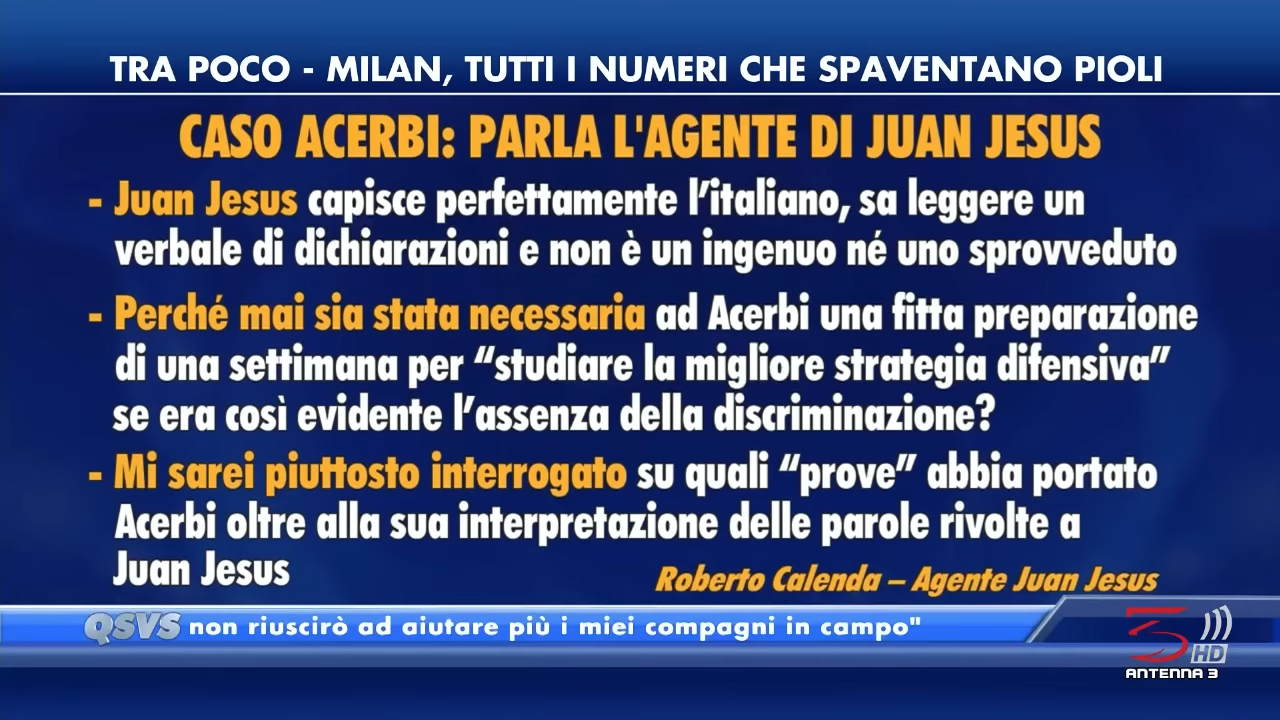 TRA POCO - MILAN, TUTTI I NUMERI CHE SPAVENTANO PIOLI
CASO ACERBI: PARLA L'AGENTE DI JUAN JESUS
- Juan Jesus capisce perfettamente l’italiano, sa leggere un
verbale di dichiarazioni e non è un ingenuo né uno sprovveduto
- Perché mai sia stata necessaria ad Acerbi una fitta preparazione
di una settimana per “studiare la migliore strategia difensiva”
se era così evidente l’assenza della discriminazione?
- Mi sarei piuttosto interrogato su quali “prove” abbia portato
Acerbi oltre alla sua interpretazione delle parole rivolte a
Juan Jesus
Roberto Calenda – Agente Juan Jesus
QSVS non riuscirò ad aiutare più i miei compagni in campo"
3 HD
ANTENNA 3